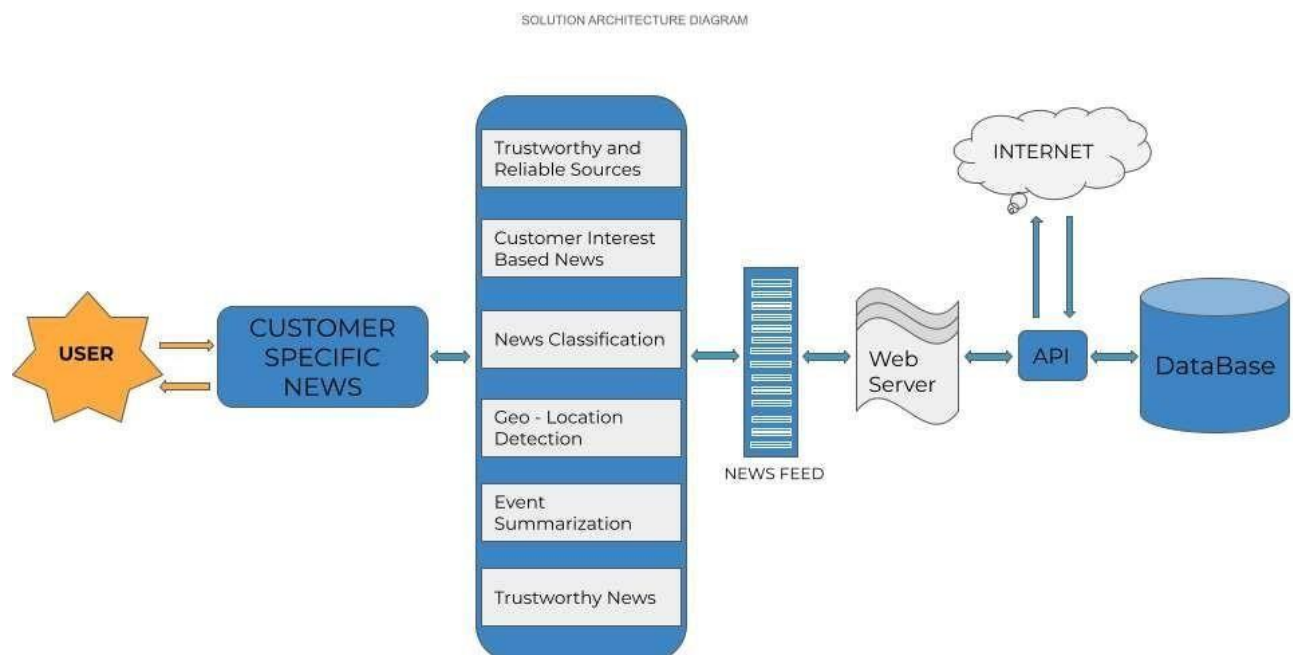 SOLUTION ARCHITECTURE DIAGRAM
USER
CUSTOMER
SPECIFIC
NEWS
Trustworthy and
Reliable Sources
Customer Interest
Based News
News Classification
Geo - Location
Detection
Event
Summarization
Trustworthy News
NEWS FEED
Web
Server
INTERNET
API
DataBase